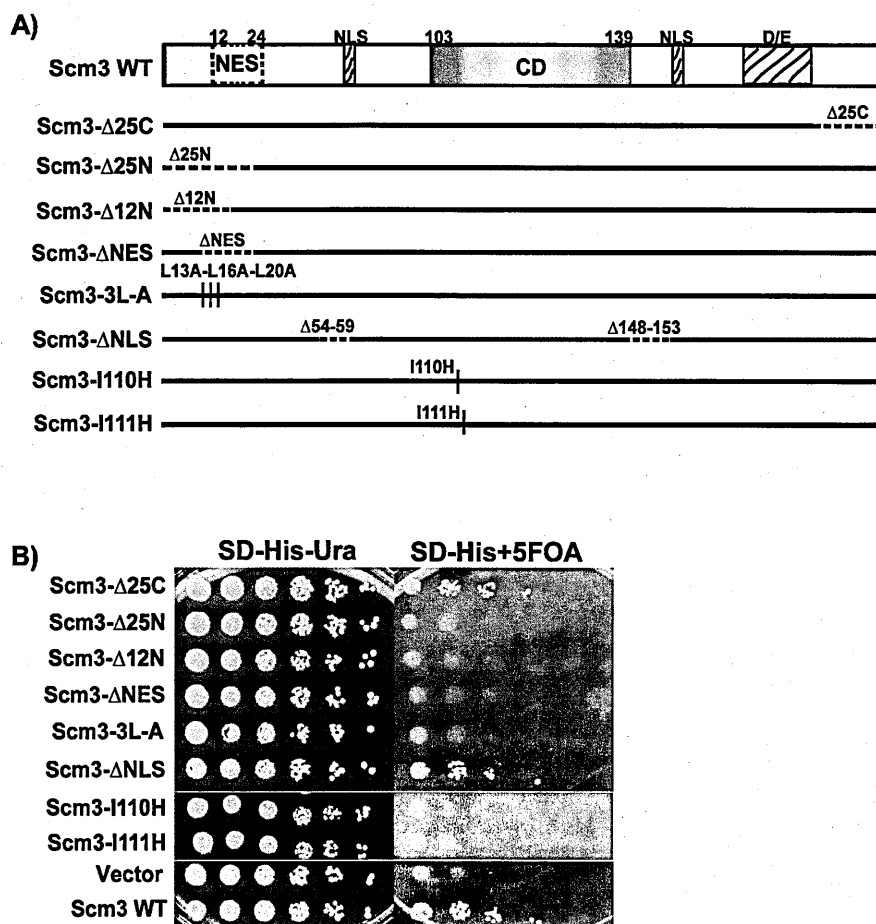 A)
12 24 NLS 103 139 NLS D/E
Scm3 WT NES CD
Δ25C
Scm3-Δ25C
Δ25N
Scm3-Δ25N
Δ12N
Scm3-Δ12N
ΔNES
Scm3-ΔNES
L13A-L16A-L20A
Scm3-3L-A
Δ54-59 Δ148-153
Scm3-ΔNLS
I110H
Scm3-I110H
I111H
Scm3-I111H
B)
SD-His-Ura SD-His+5FOA
Scm3-Δ25C
Scm3-Δ25N
Scm3-Δ12N
Scm3-ΔNES
Scm3-3L-A
Scm3-ΔNLS
Scm3-I110H
Scm3-I111H
Vector
Scm3 WT